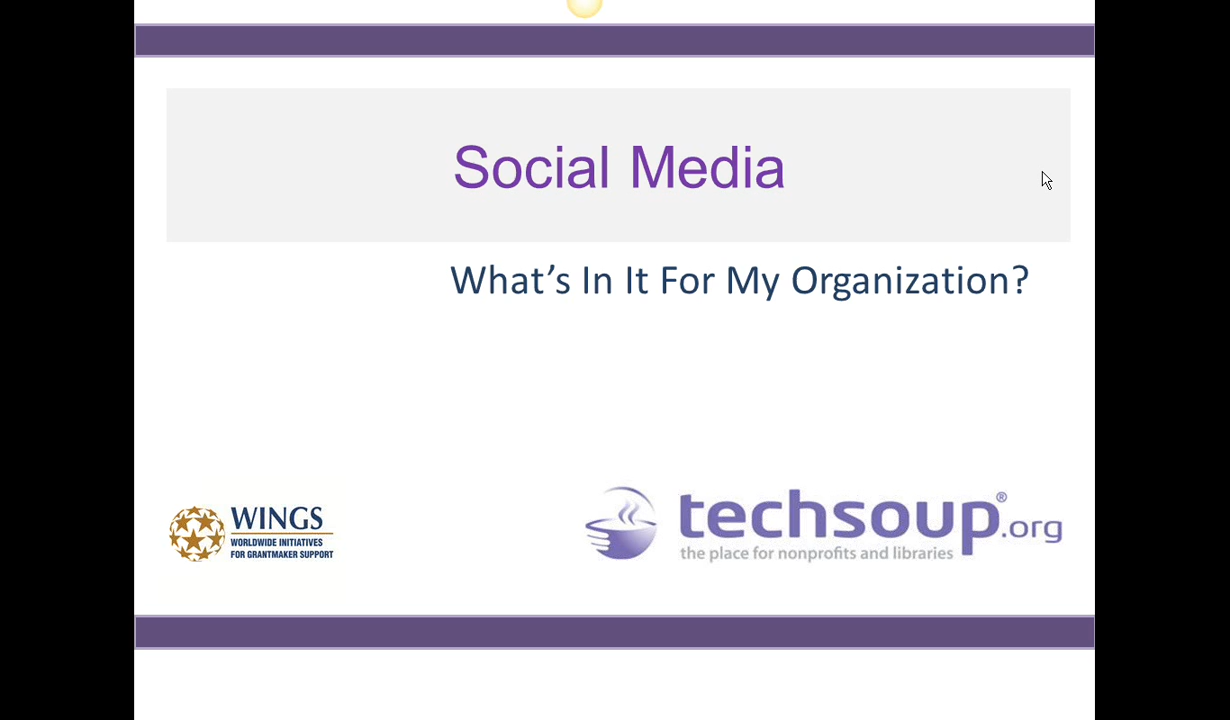 Social Media
What's In It For My Organization?
WINGS
WORLDWIDE INITIATIVES
FOR GRANTMAKER SUPPORT
techsoup®.org
the place for nonprofits and libraries